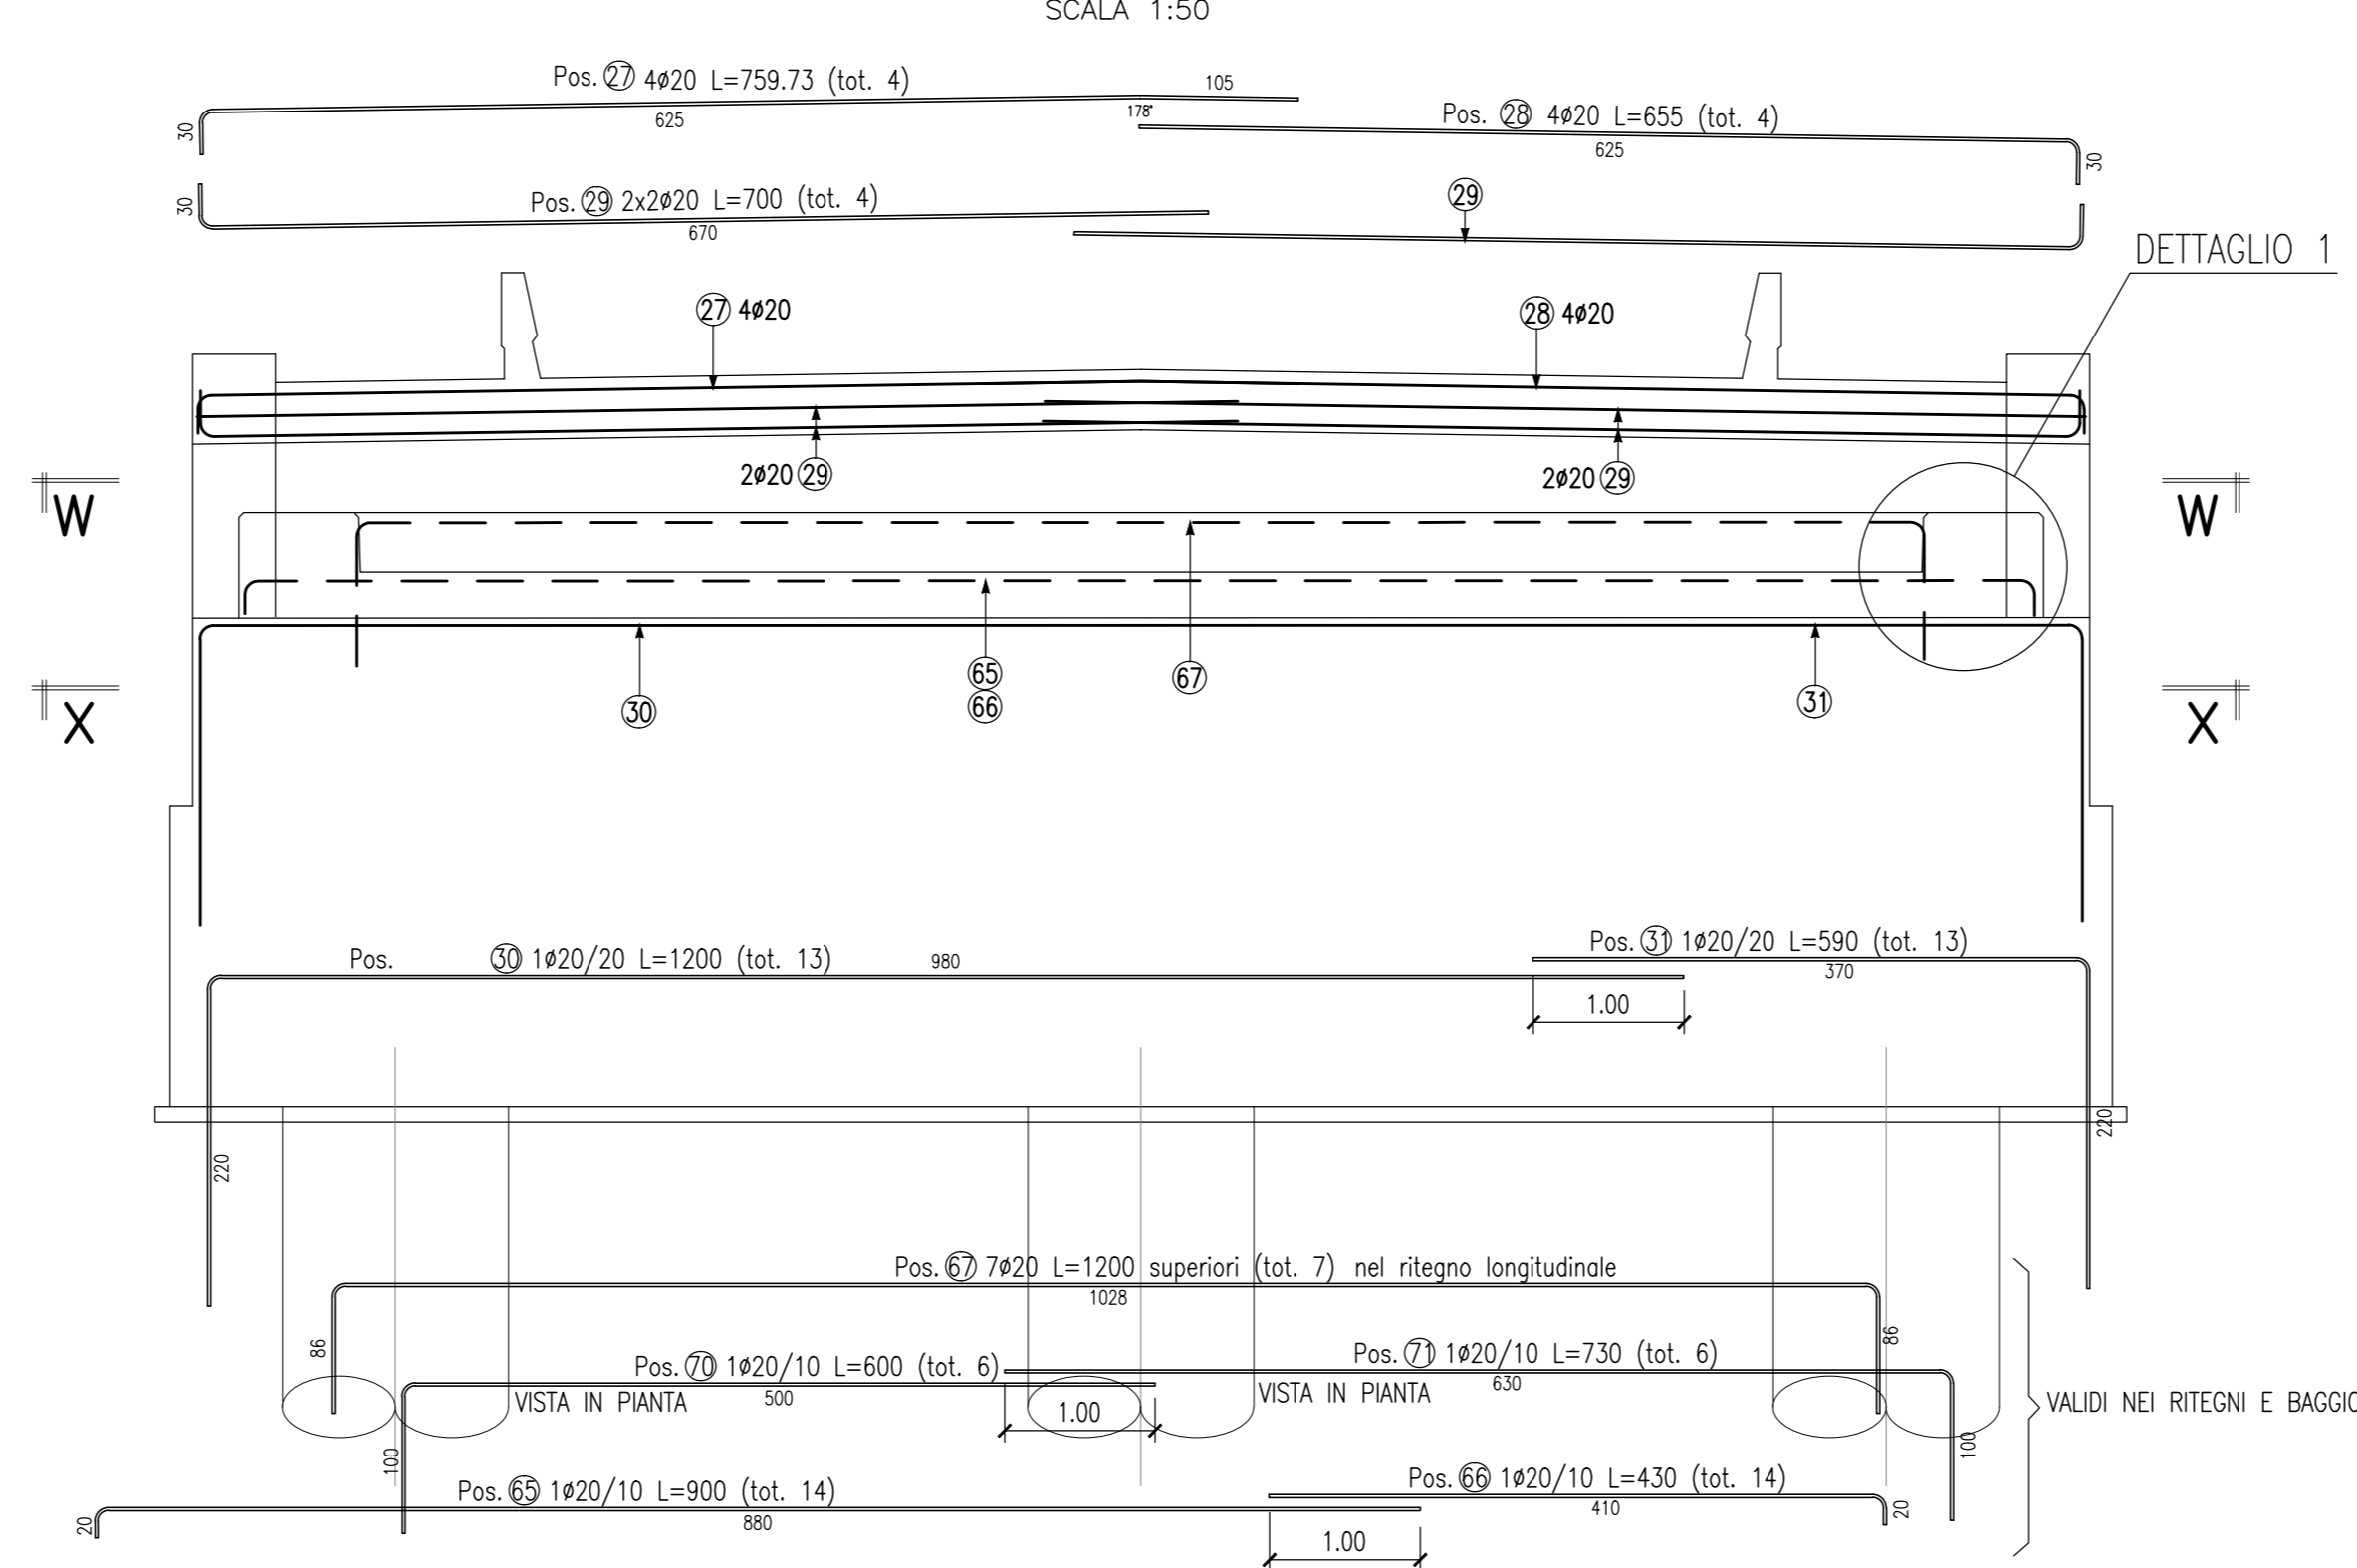 SCALA 1:50
Pos. 27 4ø20 L=759.73 (tot. 4)
105
30
625
178°
Pos. 28 4ø20 L=655 (tot. 4)
625
30
Pos. 29 2x2ø20 L=700 (tot. 4)
30
670
29
DETTAGLIO 1
27 4ø20
28 4ø20
2ø20 29
2ø20 29
W
W
65
66
67
30
31
X
X
Pos. 30 1ø20/20 L=1200 (tot. 13)
980
Pos. 31 1ø20/20 L=590 (tot. 13)
370
1.00
220
220
Pos. 67 7ø20 L=1200 superiori (tot. 7) nel ritegno longitudinale
1028
86
86
Pos. 70 1ø20/10 L=600 (tot. 6)
500
VISTA IN PIANTA
Pos. 71 1ø20/10 L=730 (tot. 6)
630
VISTA IN PIANTA
1.00
VALIDI NEI RITEGNI E BAGGIO
100
100
Pos. 65 1ø20/10 L=900 (tot. 14)
880
20
Pos. 66 1ø20/10 L=430 (tot. 14)
410
20
1.00